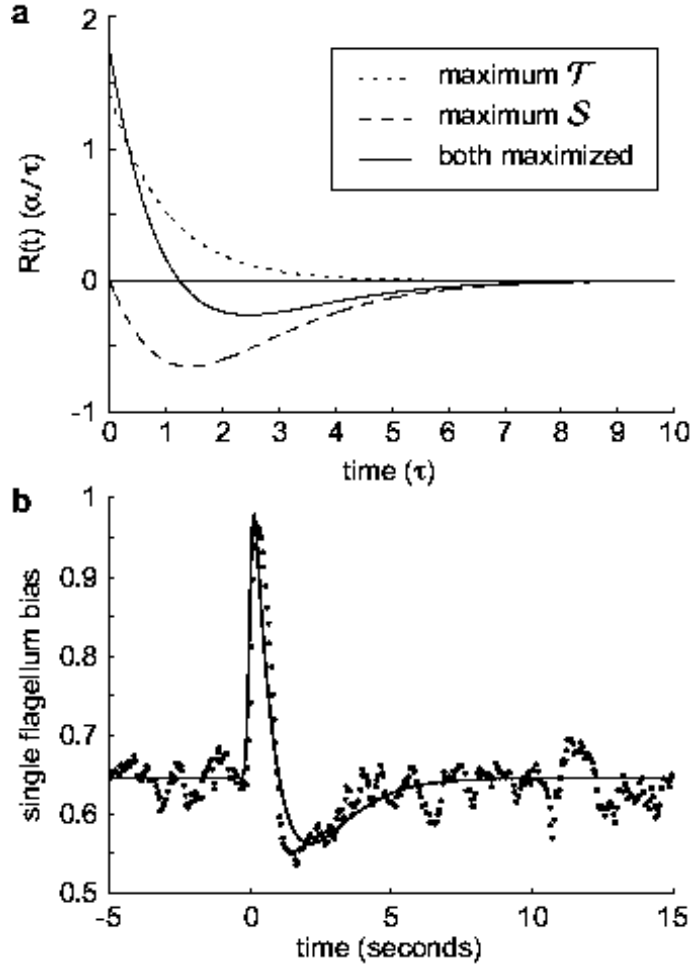 a
2
1
0
-1
R(t) (α/τ)
maximum 𝒯
maximum 𝒮
both maximized
0 1 2 3 4 5 6 7 8 9 10
time (τ)
b
1
0.9
0.8
0.7
0.6
0.5
single flagellum bias
-5 0 5 10 15
time (seconds)